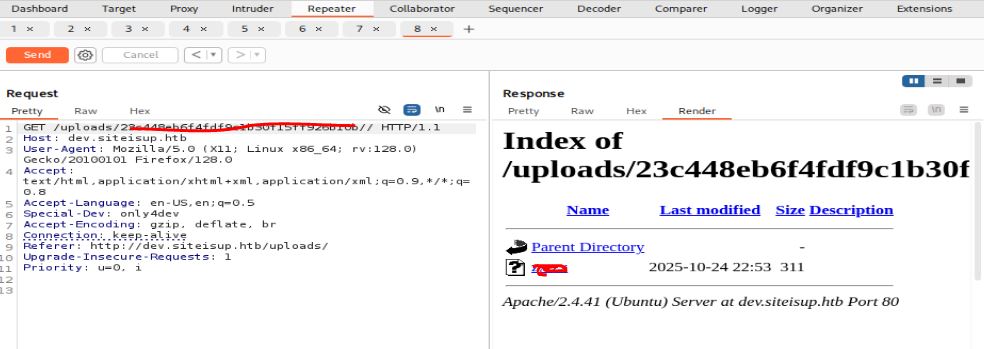 Dashboard Target Proxy Intruder Repeater Collaborator Sequencer Decoder Comparer Logger Organizer Extensions
1 × 2 × 3 × 4 × 5 × 6 × 7 × 8 × +
Send Cancel < >
Request
Pretty Raw Hex \n
1 GET /uploads/ // HTTP/1.1
2 Host: dev.siteisup.htb
3 User-Agent: Mozilla/5.0 (X11; Linux x86_64; rv:128.0)
Gecko/20100101 Firefox/128.0
4 Accept:
text/html,application/xhtml+xml,application/xml;q=0.9,*/*;q=
0.8
5 Accept-Language: en-US,en;q=0.5
6 Special-Dev: only4dev
7 Accept-Encoding: gzip, deflate, br
8 Connection: keep-alive
9 Referer: http://dev.siteisup.htb/uploads/
10 Upgrade-Insecure-Requests: 1
11 Priority: u=0, i
12
13
Response
Pretty Raw Hex Render \n
Index of
/uploads/23c448eb6f4fdf9c1b30f
Name Last modified Size Description
Parent Directory -
2025-10-24 22:53 311
Apache/2.4.41 (Ubuntu) Server at dev.siteisup.htb Port 80